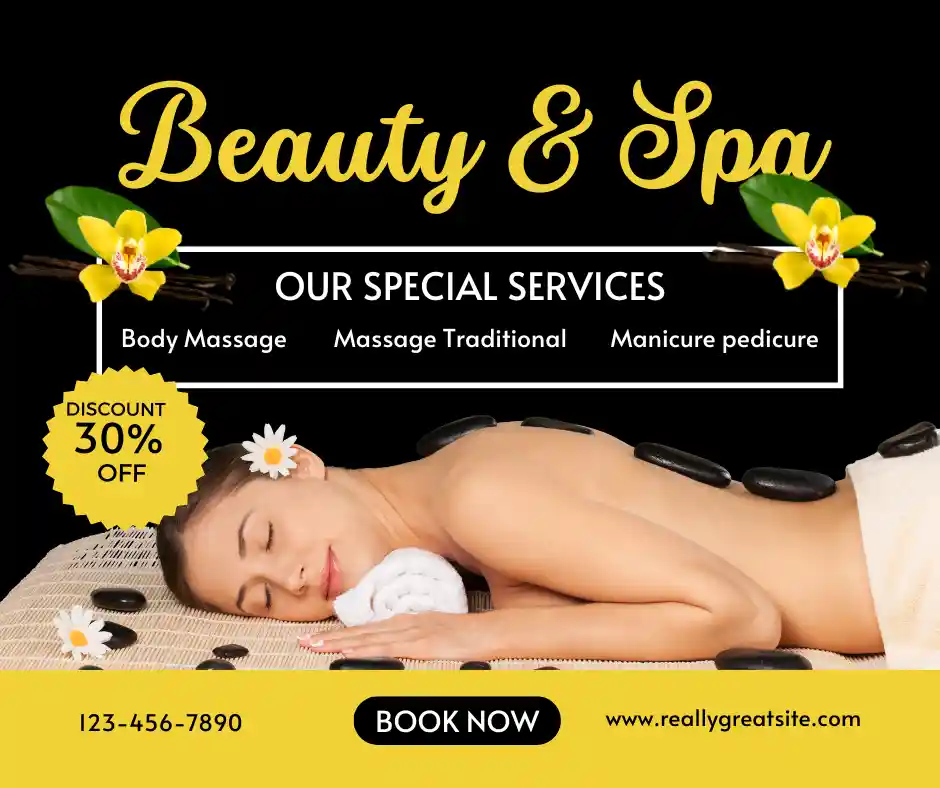 Beauty & Spa
OUR SPECIAL SERVICES
Body Massage Massage Traditional Manicure pedicure
DISCOUNT
30%
OFF
123-456-7890 BOOK NOW www.reallygreatsite.com